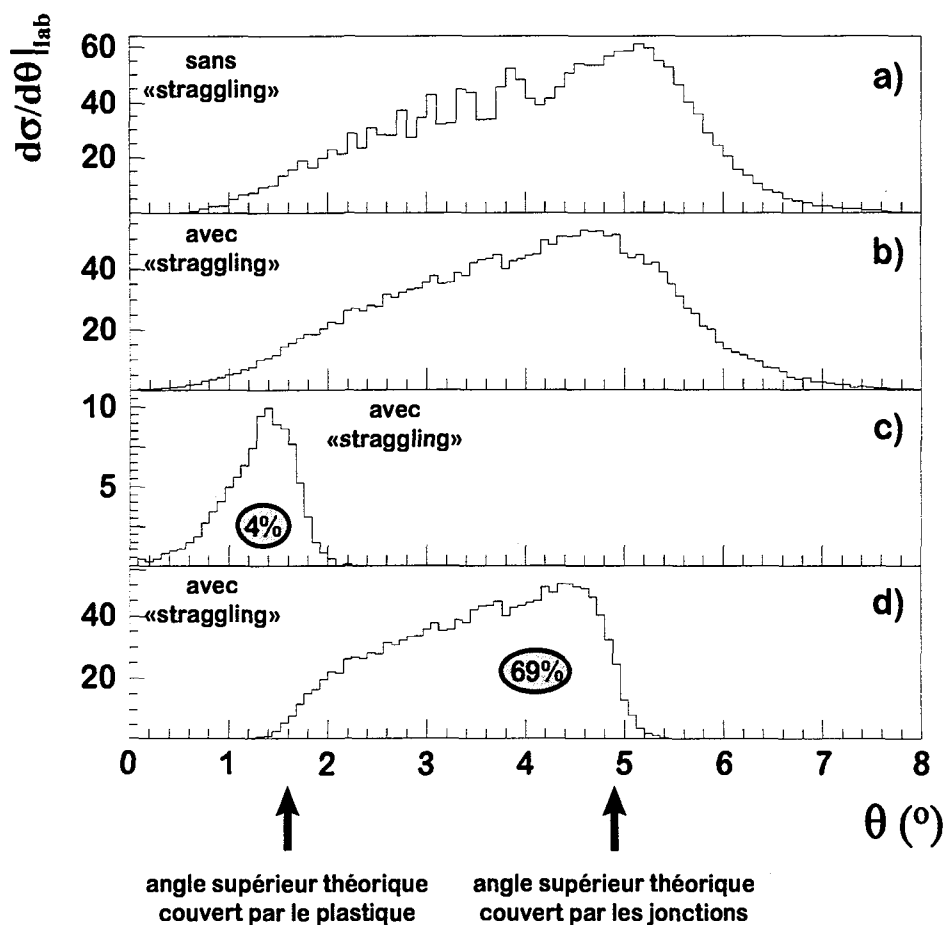 dσ/dθ|lab
60
40
20
sans
«straggling»
a)
40
20
avec
«straggling»
b)
10
5
avec
«straggling»
c)
4%
40
20
avec
«straggling»
d)
69%
0 1 2 3 4 5 6 7 8
θ (º)
angle supérieur théorique
couvert par le plastique
angle supérieur théorique
couvert par les jonctions